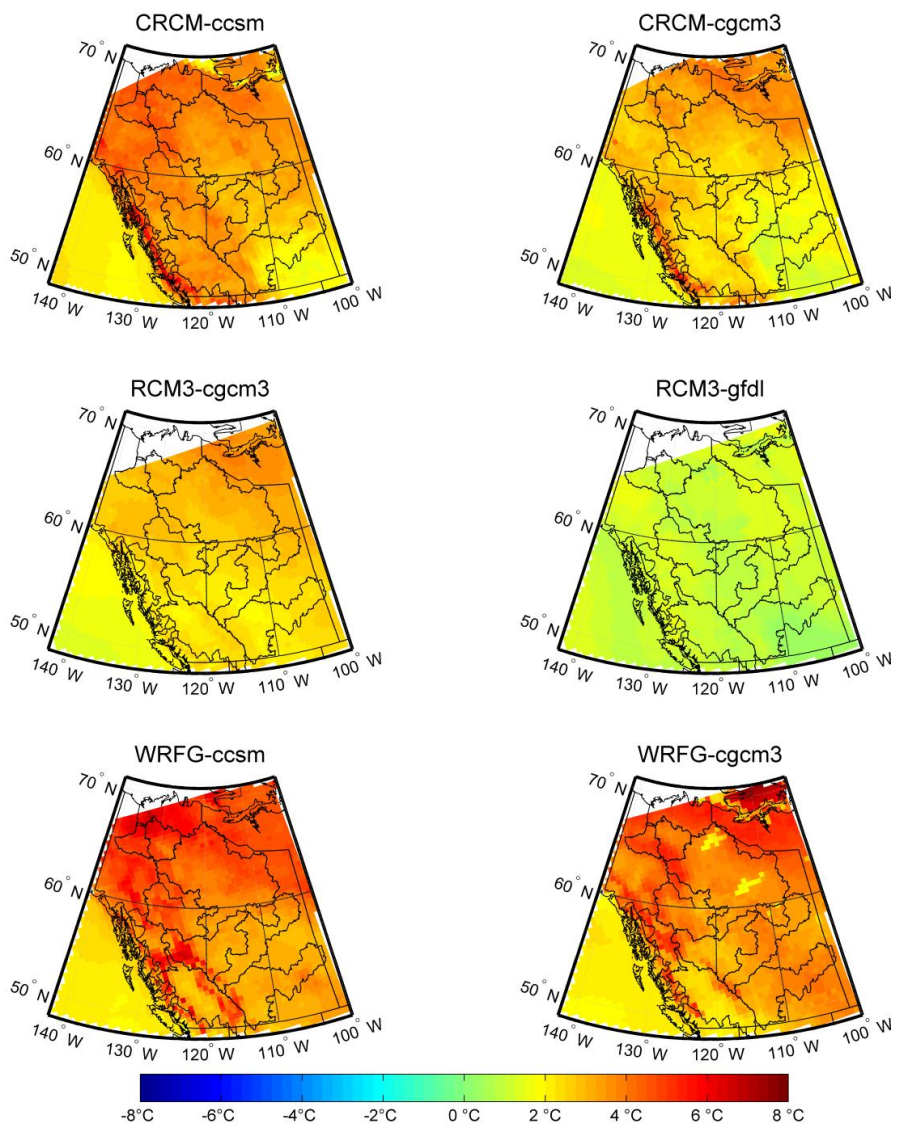 CRCM-ccsm
CRCM-cgcm3
70° N
60° N
50° N
140° W
130° W
120° W
110° W
100° W
70° N
60° N
50° N
140° W
130° W
120° W
110° W
100° W
RCM3-cgcm3
RCM3-gfdl
70° N
60° N
50° N
140° W
130° W
120° W
110° W
100° W
70° N
60° N
50° N
140° W
130° W
120° W
110° W
100° W
WRFG-ccsm
WRFG-cgcm3
70° N
60° N
50° N
140° W
130° W
120° W
110° W
100° W
70° N
60° N
50° N
140° W
130° W
120° W
110° W
100° W
-8°C -6°C -4°C -2°C 0 °C 2 °C 4 °C 6 °C 8 °C